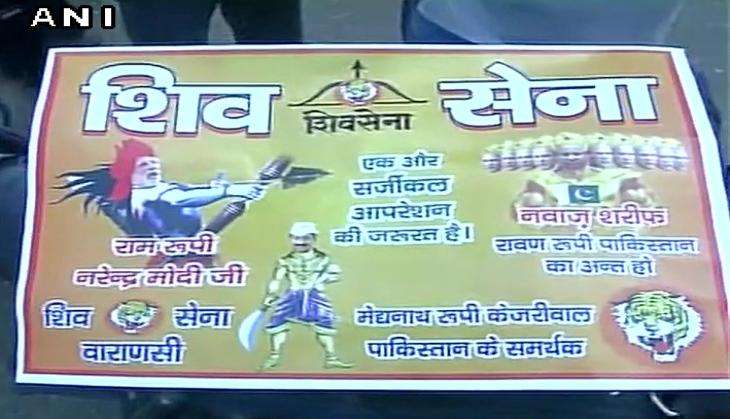 ANI
शिव सेना
शिवसेना
एक और
सर्जीकल
आपरेशन
की जरूरत है।
राम रूपी
नरेन्द्र मोदी जी
नवाज़ शरीफ
रावण रूपी पाकिस्तान
का अन्त हो
शिव सेना
वाराणसी
मेघनाथ रूपी केजरीवाल
पाकिस्तान के समर्थक